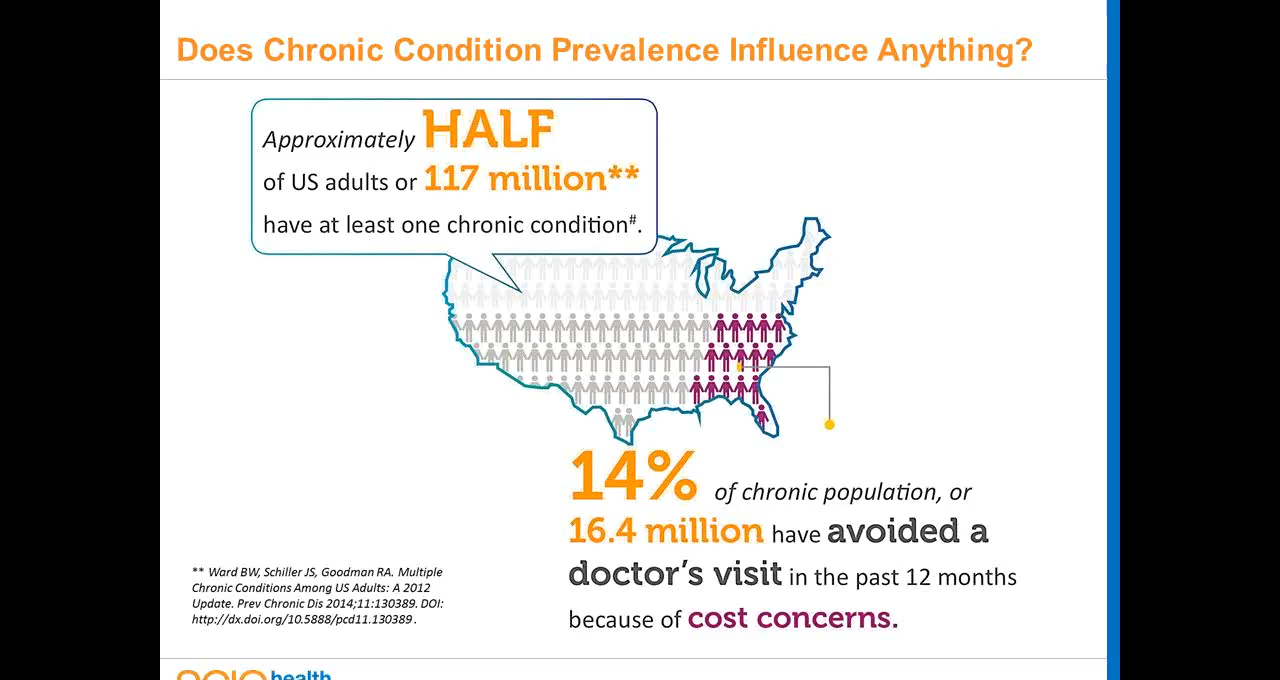 Does Chronic Condition Prevalence Influence Anything?
Approximately HALF
of US adults or 117 million**
have at least one chronic condition#.
14% of chronic population, or
16.4 million have avoided a
doctor's visit in the past 12 months
because of cost concerns.
** Ward BW, Schiller JS, Goodman RA. Multiple
Chronic Conditions Among US Adults: A 2012
Update. Prev Chronic Dis 2014;11:130389. DOI:
http://dx.doi.org/10.5888/pcd11.130389 .
health